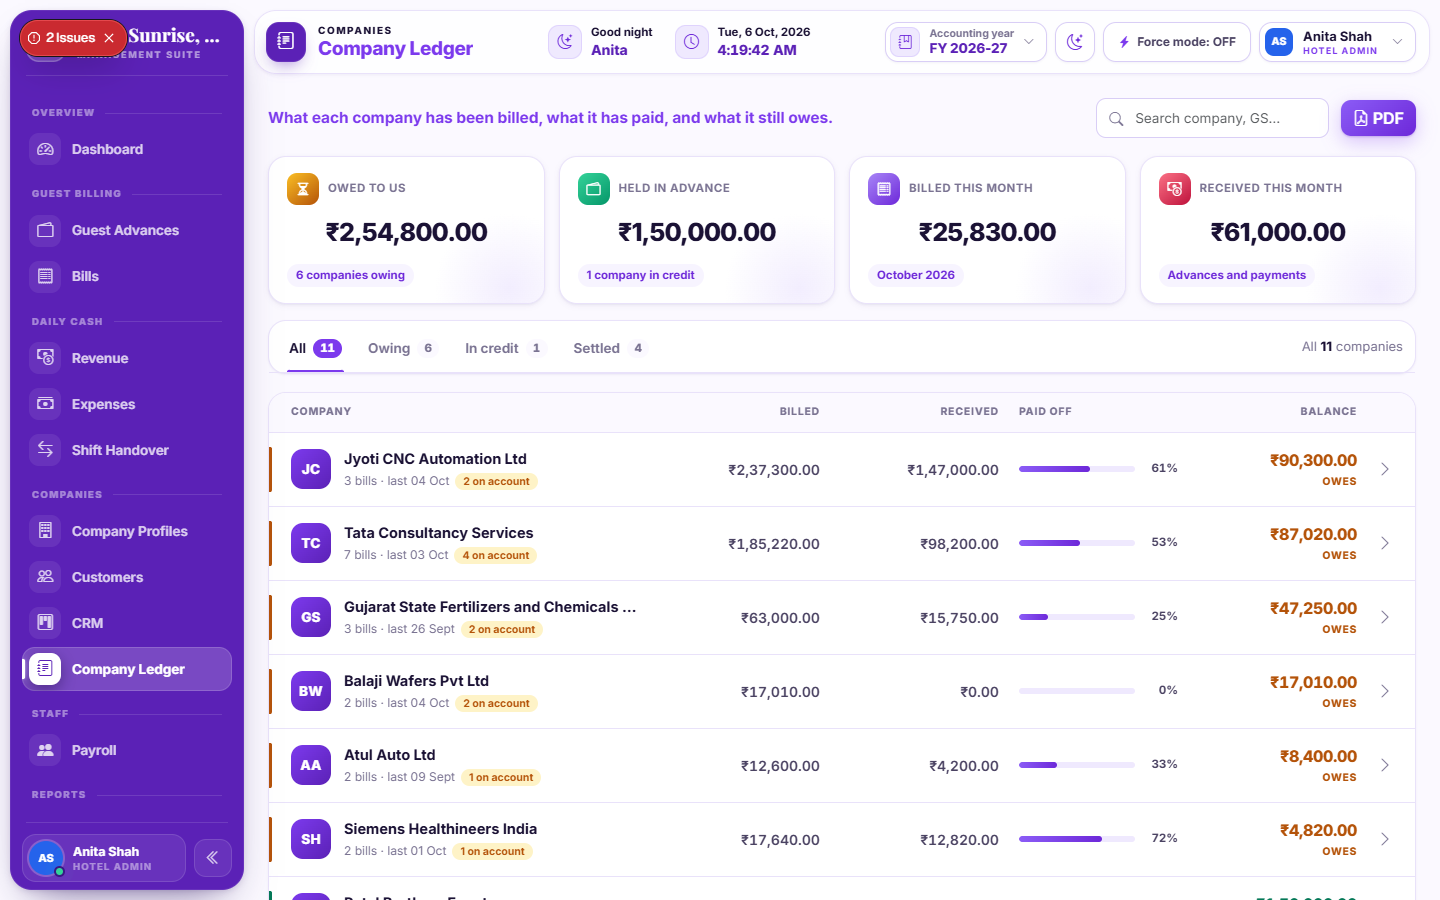 2 Issues
Sunrise, ...
MANAGEMENT SUITE
OVERVIEW
Dashboard
GUEST BILLING
Guest Advances
Bills
DAILY CASH
Revenue
Expenses
Shift Handover
COMPANIES
Company Profiles
Customers
CRM
Company Ledger
STAFF
Payroll
REPORTS
AS
Anita Shah
HOTEL ADMIN
COMPANIES
Company Ledger
Good night
Anita
Tue, 6 Oct, 2026
4:19:42 AM
Accounting year
FY 2026-27
Force mode: OFF
AS
Anita Shah
HOTEL ADMIN
What each company has been billed, what it has paid, and what it still owes.
Search company, GS...
PDF
OWED TO US
₹2,54,800.00
6 companies owing
HELD IN ADVANCE
₹1,50,000.00
1 company in credit
BILLED THIS MONTH
₹25,830.00
October 2026
RECEIVED THIS MONTH
₹61,000.00
Advances and payments
All 11 Owing 6 In credit 1 Settled 4
All 11 companies
COMPANY BILLED RECEIVED PAID OFF BALANCE
JC Jyoti CNC Automation Ltd
3 bills · last 04 Oct 2 on account
₹2,37,300.00 ₹1,47,000.00 61% ₹90,300.00
OWES
TC Tata Consultancy Services
7 bills · last 03 Oct 4 on account
₹1,85,220.00 ₹98,200.00 53% ₹87,020.00
OWES
GS Gujarat State Fertilizers and Chemicals ...
3 bills · last 26 Sept 2 on account
₹63,000.00 ₹15,750.00 25% ₹47,250.00
OWES
BW Balaji Wafers Pvt Ltd
2 bills · last 04 Oct 2 on account
₹17,010.00 ₹0.00 0% ₹17,010.00
OWES
AA Atul Auto Ltd
2 bills · last 09 Sept 1 on account
₹12,600.00 ₹4,200.00 33% ₹8,400.00
OWES
SH Siemens Healthineers India
2 bills · last 01 Oct 1 on account
₹17,640.00 ₹12,820.00 72% ₹4,820.00
OWES